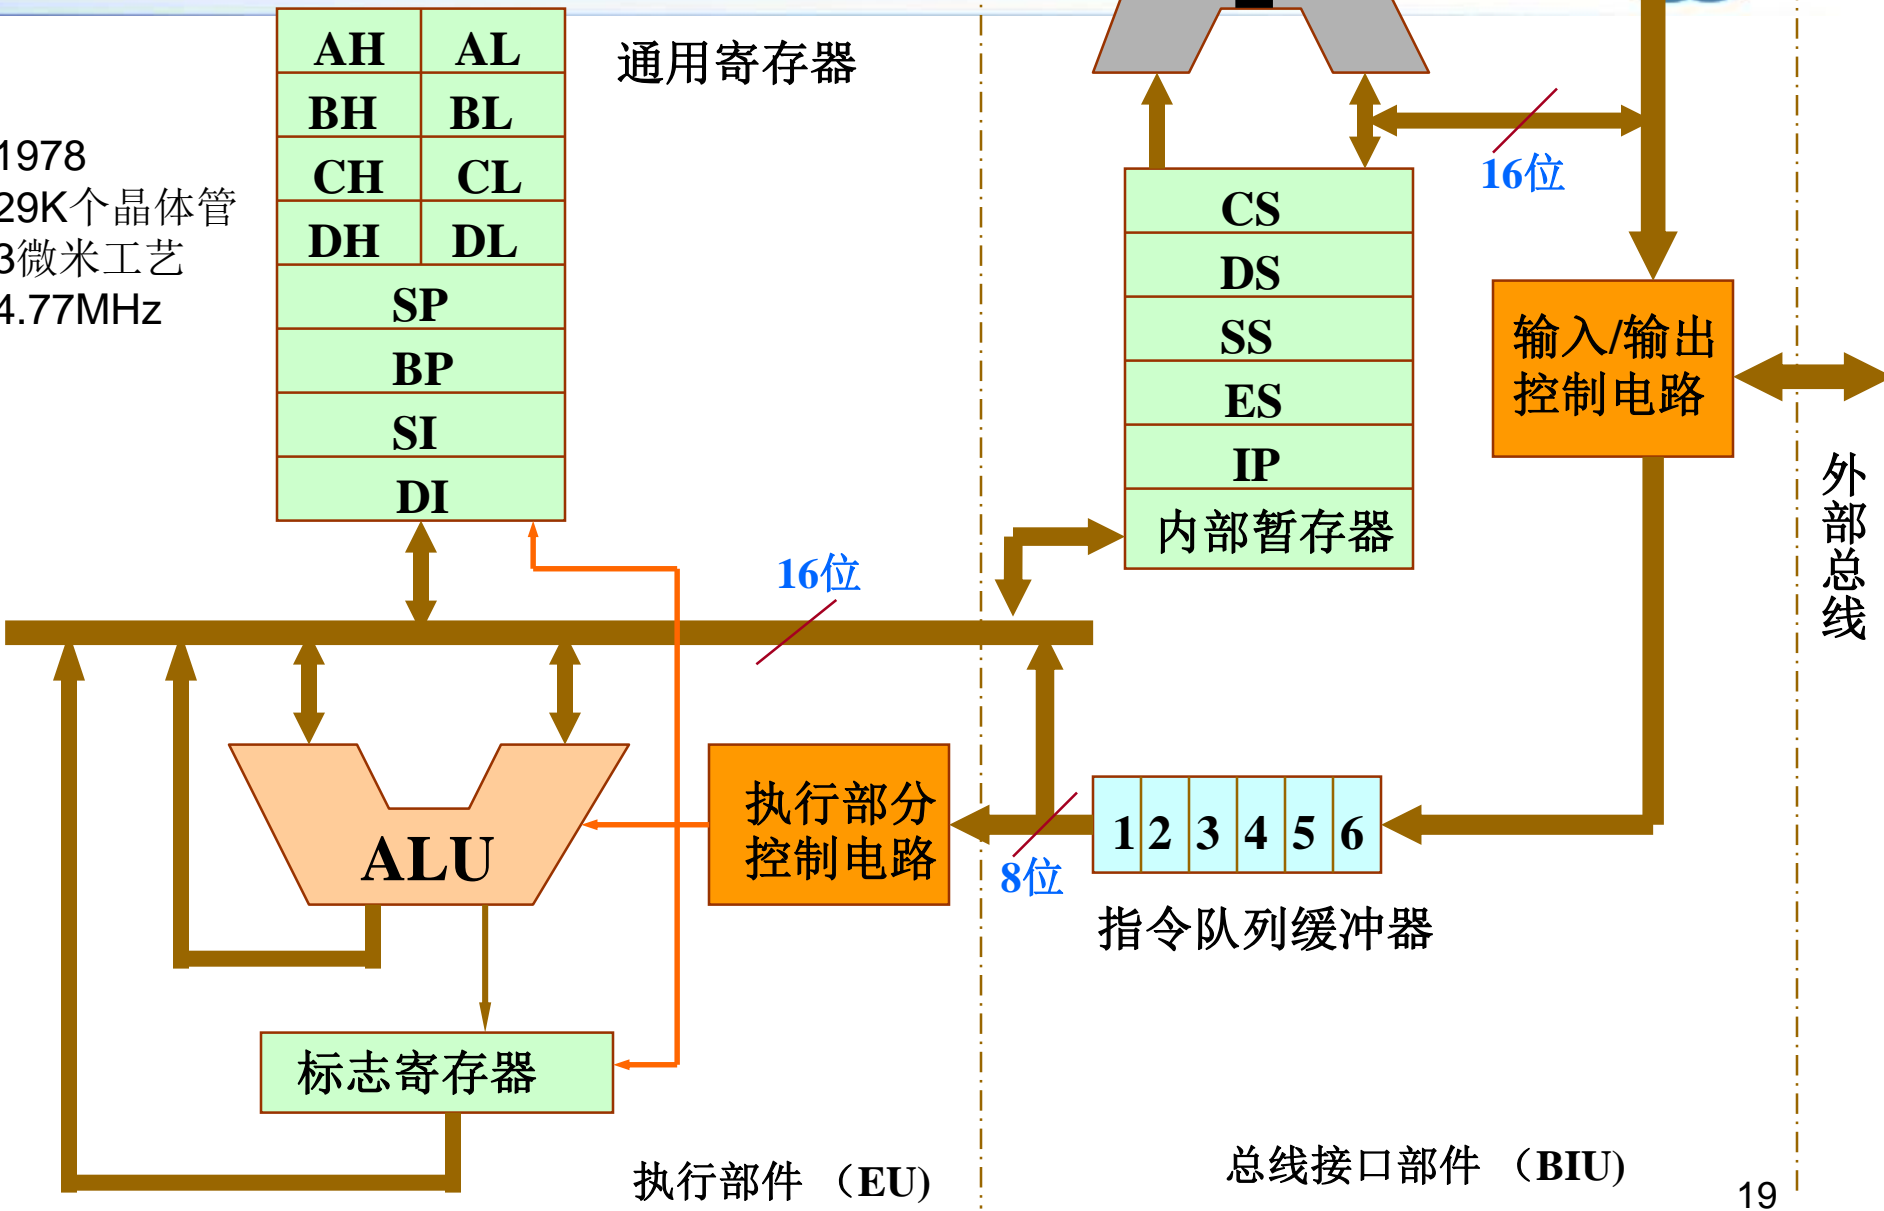 AH AL
通用寄存器
BH BL
1978
29K个晶体管
3微米工艺
4.77MHz
CH CL
DH DL
SP
BP
SI
DI
16位
CS
DS
SS
ES
IP
内部暂存器
16位
输入/输出
控制电路
外部总线
ALU
执行部分
控制电路
8位
1 2 3 4 5 6
指令队列缓冲器
标志寄存器
执行部件 （EU)
总线接口部件 （BIU)
19